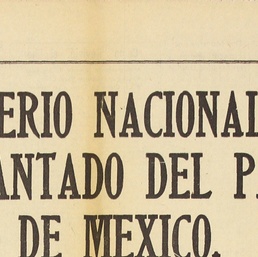 ERIO NACIONAL
ANTADO DEL P
DE MEXICO.